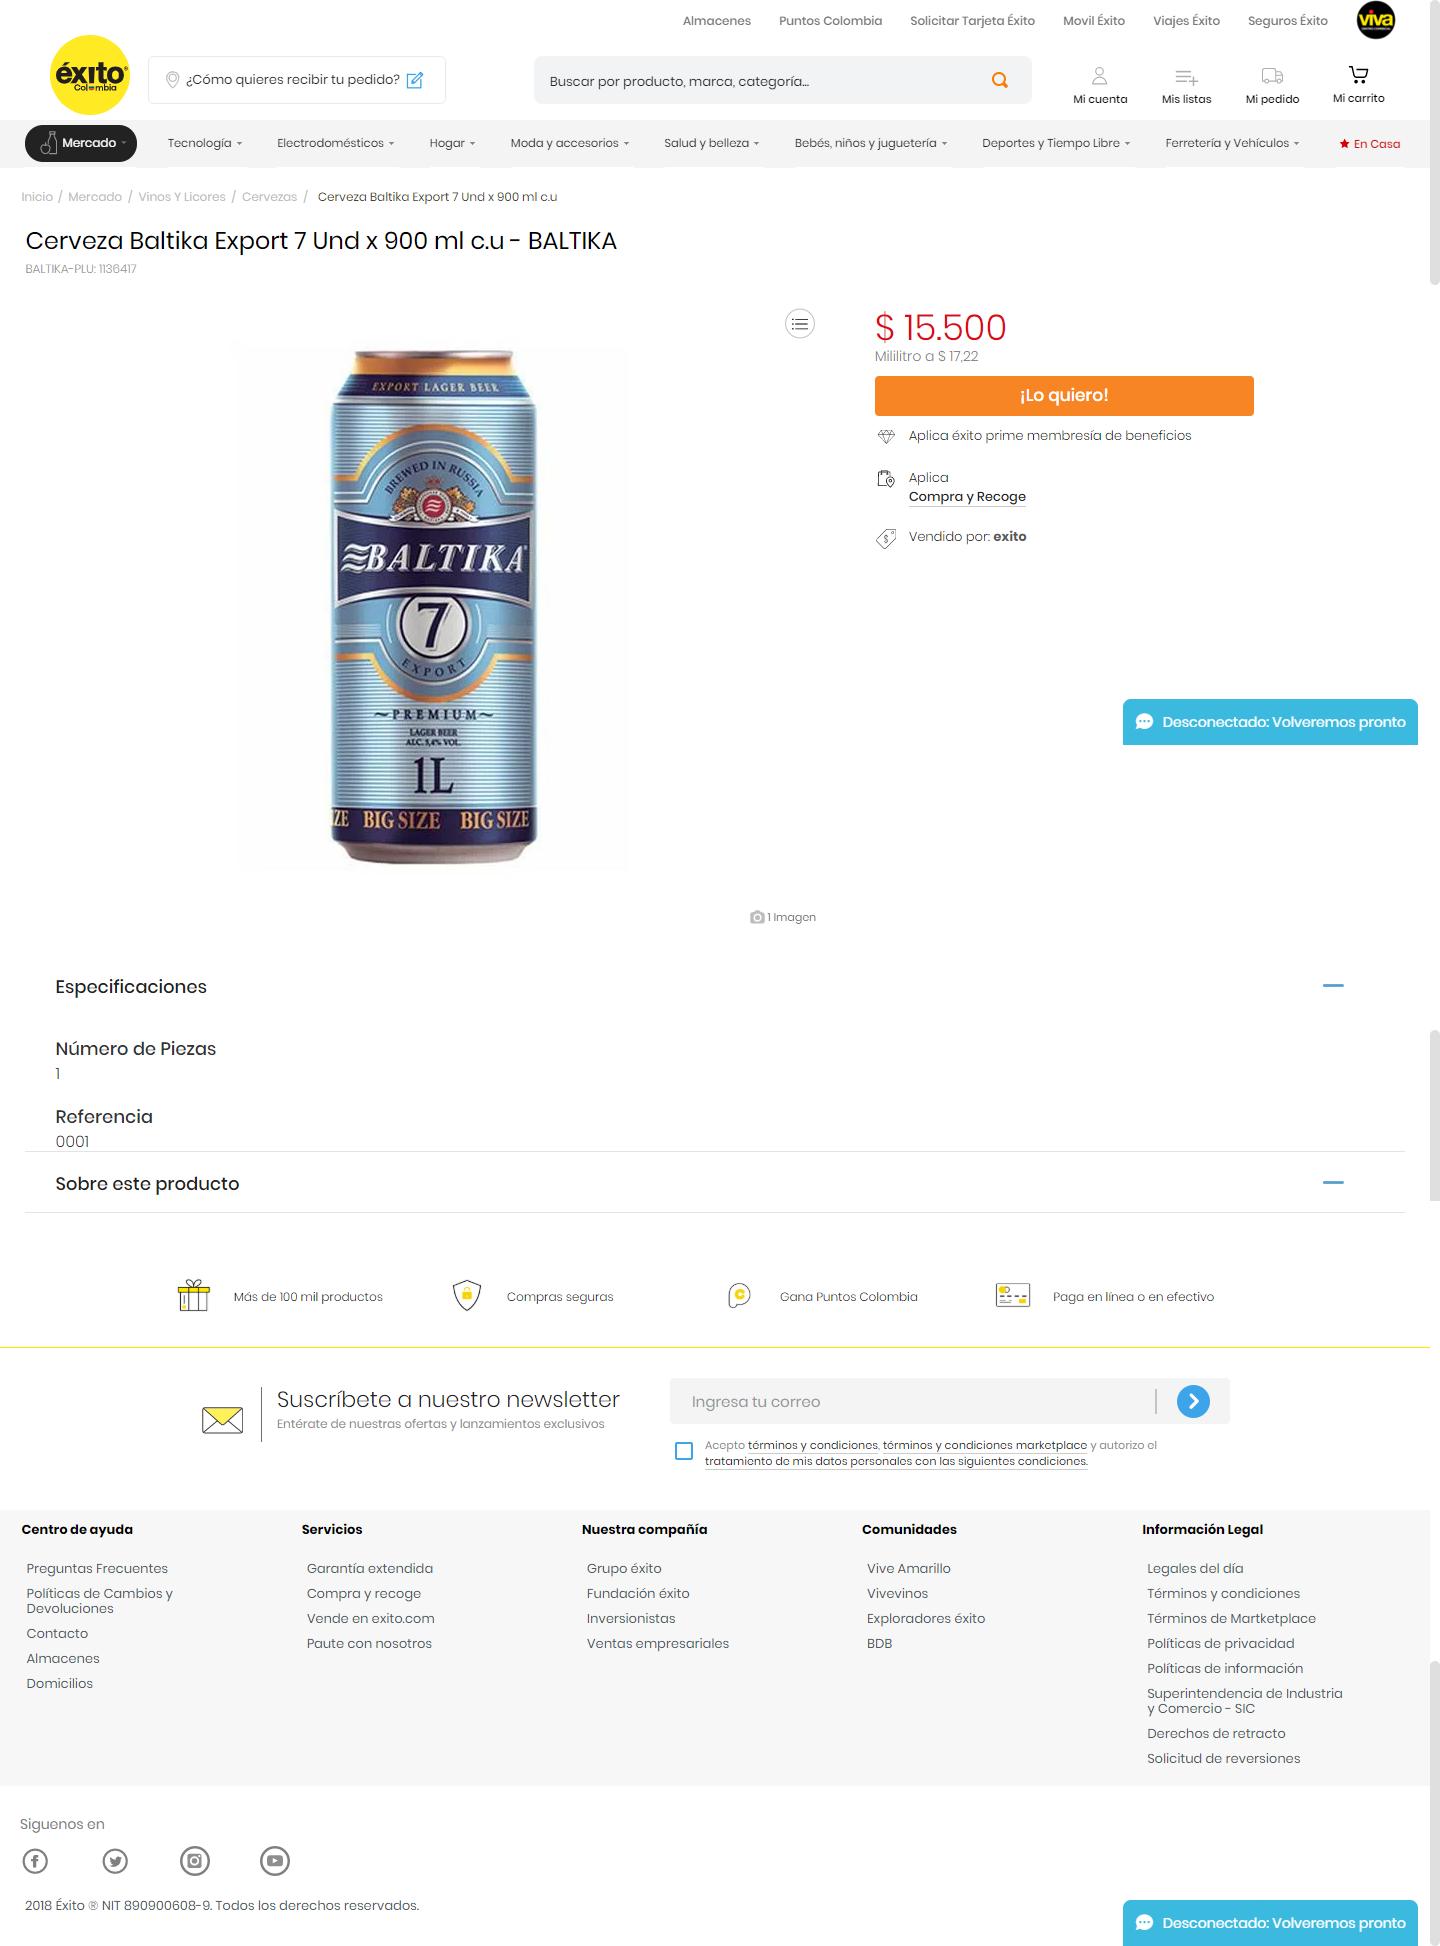 Almacenes Puntos Colombia Solicitar Tarjeta Éxito Movil Éxito Viajes Éxito Seguros Éxito viva
éxito
Colombia
¿Cómo quieres recibir tu pedido?
Buscar por producto, marca, categoría...
Mi cuenta Mis listas Mi pedido Mi carrito
Mercado Tecnología Electrodomésticos Hogar Moda y accesorios Salud y belleza Bebés, niños y juguetería Deportes y Tiempo Libre Ferretería y Vehículos En Casa
Inicio / Mercado / Vinos Y Licores / Cervezas / Cerveza Baltika Export 7 Und x 900 ml c.u
Cerveza Baltika Export 7 Und x 900 ml c.u - BALTIKA
BALTIKA-PLU: 1136417
EXPORT LAGER BEER
BREWED IN RUSSIA
BALTIKA
7
EXPORT
PREMIUM
LAGER BEER
ALC. 5,4% VOL.
1L
IZE BIG SIZE BIG SIZE
1 Imagen
$ 15.500
Mililitro a $ 17,22
¡Lo quiero!
Aplica éxito prime membresía de beneficios
Aplica
Compra y Recoge
Vendido por: exito
Desconectado: Volveremos pronto
Especificaciones
Número de Piezas
1
Referencia
0001
Sobre este producto
Más de 100 mil productos Compras seguras Gana Puntos Colombia Paga en línea o en efectivo
Suscríbete a nuestro newsletter
Entérate de nuestras ofertas y lanzamientos exclusivos
Ingresa tu correo
Acepto términos y condiciones, términos y condiciones marketplace y autorizo el
tratamiento de mis datos personales con las siguientes condiciones.
Centro de ayuda
Preguntas Frecuentes
Políticas de Cambios y
Devoluciones
Contacto
Almacenes
Domicilios
Servicios
Garantía extendida
Compra y recoge
Vende en exito.com
Paute con nosotros
Nuestra compañía
Grupo éxito
Fundación éxito
Inversionistas
Ventas empresariales
Comunidades
Vive Amarillo
Vivevinos
Exploradores éxito
BDB
Información Legal
Legales del día
Términos y condiciones
Términos de Martketplace
Políticas de privacidad
Políticas de información
Superintendencia de Industria
y Comercio - SIC
Derechos de retracto
Solicitud de reversiones
Siguenos en
2018 Éxito ® NIT 890900608-9. Todos los derechos reservados.
Desconectado: Volveremos pronto